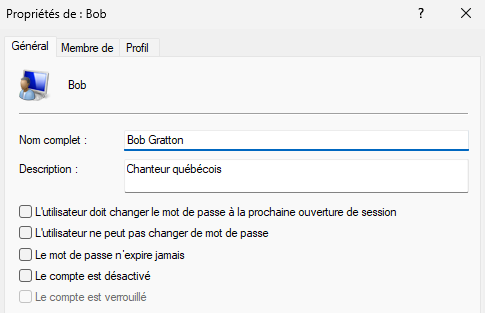 Propriétés de : Bob
?
Général Membre de Profil
Bob
Nom complet : Bob Gratton
Description : Chanteur québécois
L'utilisateur doit changer le mot de passe à la prochaine ouverture de session
L'utilisateur ne peut pas changer de mot de passe
Le mot de passe n'expire jamais
Le compte est désactivé
Le compte est verrouillé